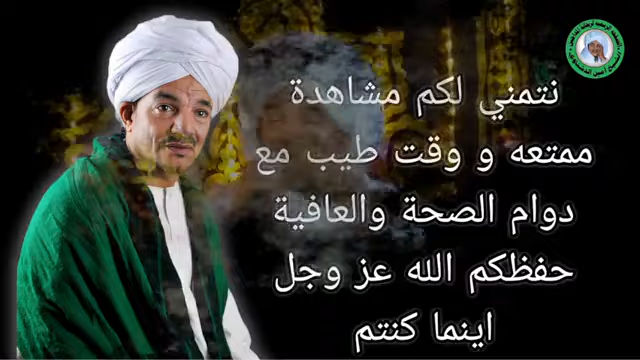 نتمني لكم مشاهدة
ممتعه و وقت طيب مع
دوام الصحة والعافية
حفظكم الله عز وجل
اينما كنتم